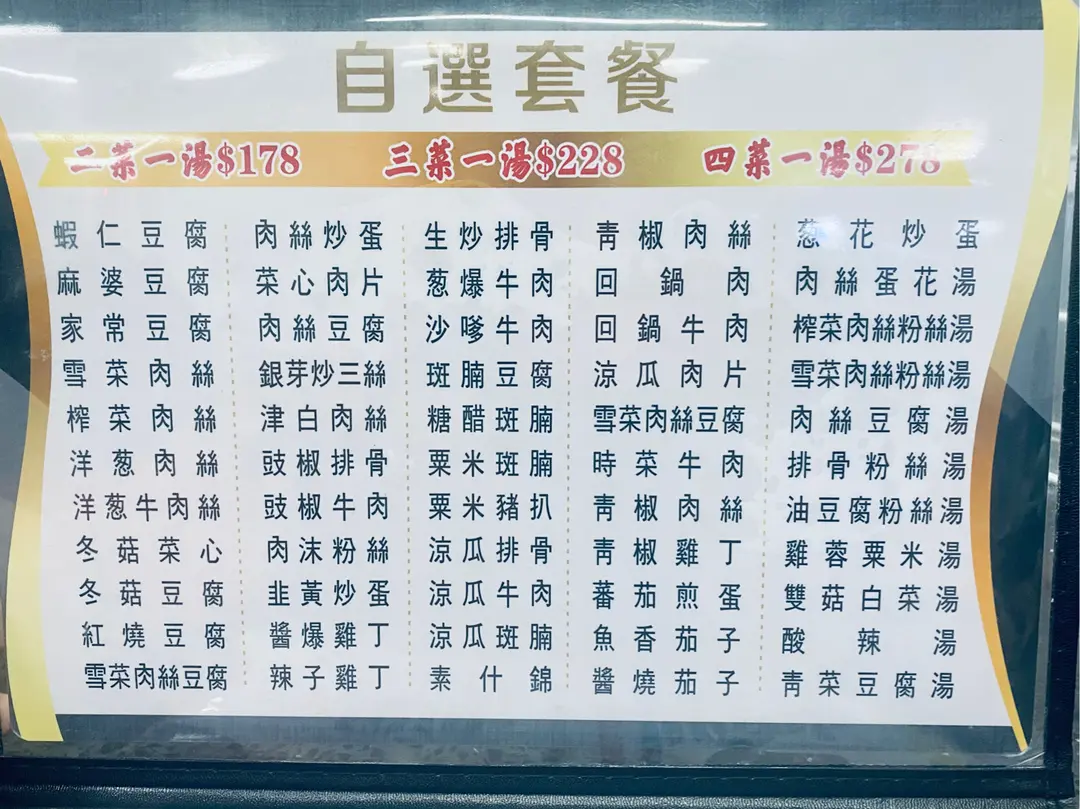 自選套餐
二菜一湯$178 三菜一湯$228 四菜一湯$278
蝦仁豆腐 肉絲炒蛋 生炒排骨 青椒肉絲 葱花炒蛋
麻婆豆腐 菜心肉片 葱爆牛肉 回鍋肉 肉絲蛋花湯
家常豆腐 肉絲豆腐 沙嗲牛肉 回鍋牛肉 榨菜肉絲粉絲湯
雪菜肉絲 銀芽炒三絲 斑腩豆腐 涼瓜肉片 雪菜肉絲粉絲湯
榨菜肉絲 津白肉絲 糖醋斑腩 雪菜肉絲豆腐 肉絲豆腐湯
洋葱肉絲 豉椒排骨 粟米斑腩 時菜牛肉 排骨粉絲湯
洋葱牛肉絲 豉椒牛肉 粟米豬扒 青椒肉絲 油豆腐粉絲湯
冬菇菜心 肉沫粉絲 涼瓜排骨 青椒雞丁 雞蓉粟米湯
冬菇豆腐 韭黃炒蛋 涼瓜牛肉 蕃茄煎蛋 雙菇白菜湯
紅燒豆腐 醬爆雞丁 涼瓜斑腩 魚香茄子 酸辣湯
雪菜肉絲豆腐 辣子雞丁 素什錦 醬燒茄子 青菜豆腐湯